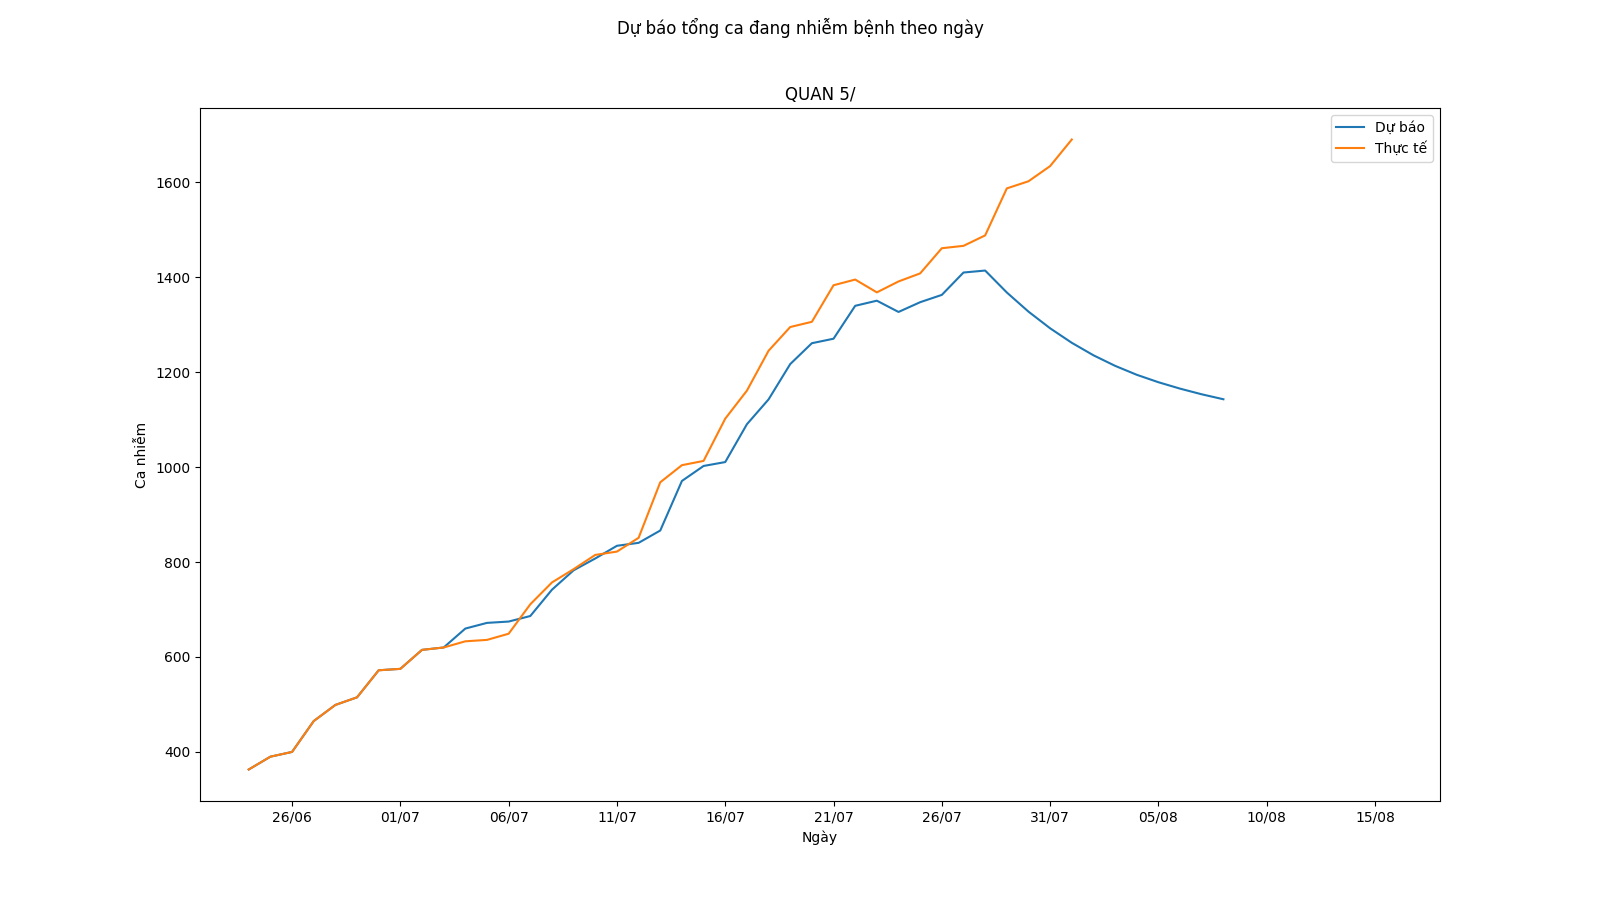 Dự báo tổng ca đang nhiễm bệnh theo ngày
QUAN 5/
Dự báo
Thực tế
1600
1400
1200
1000
800
600
400
Ca nhiễm
26/06 01/07 06/07 11/07 16/07 21/07 26/07 31/07 05/08 10/08 15/08
Ngày